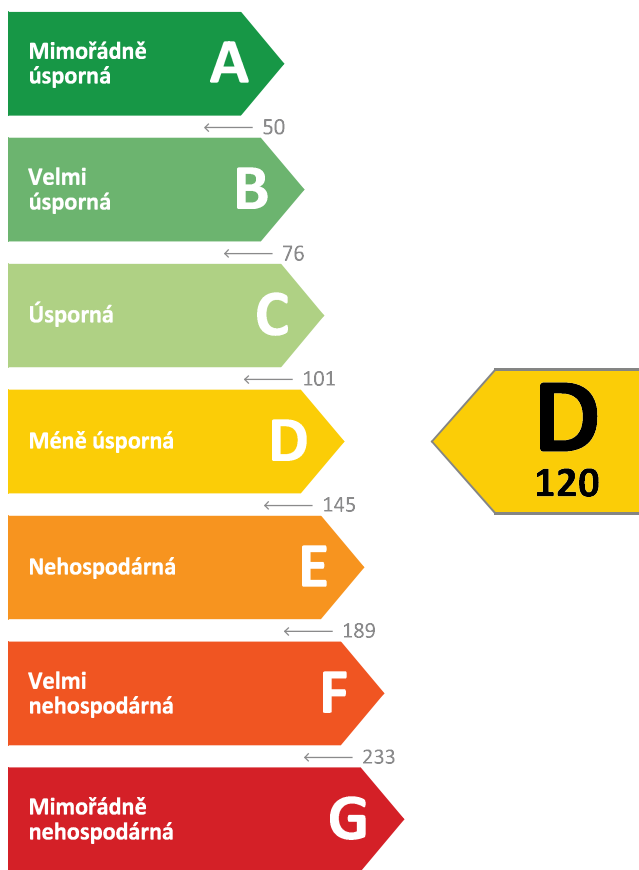 Mimořádně
úsporná
A
50
Velmi
úsporná
B
76
Úsporná
C
101
Méně úsporná
D
D
120
145
Nehospodárná
E
189
Velmi
nehospodárná
F
233
Mimořádně
nehospodárná
G